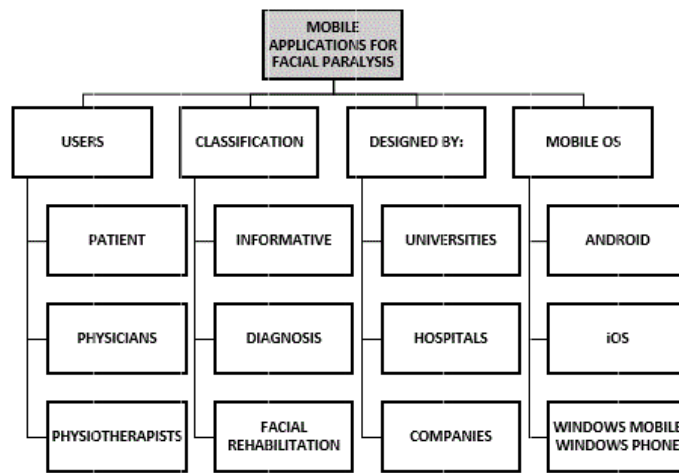 MOBILE
APPLICATIONS FOR
FACIAL PARALYSIS
USERS
CLASSIFICATION
DESIGNED BY:
MOBILE OS
PATIENT
INFORMATIVE
UNIVERSITIES
ANDROID
PHYSICIANS
DIAGNOSIS
HOSPITALS
iOS
PHYSIOTHERAPISTS
FACIAL
REHABILITATION
COMPANIES
WINDOWS MOBILE
WINDOWS PHONE